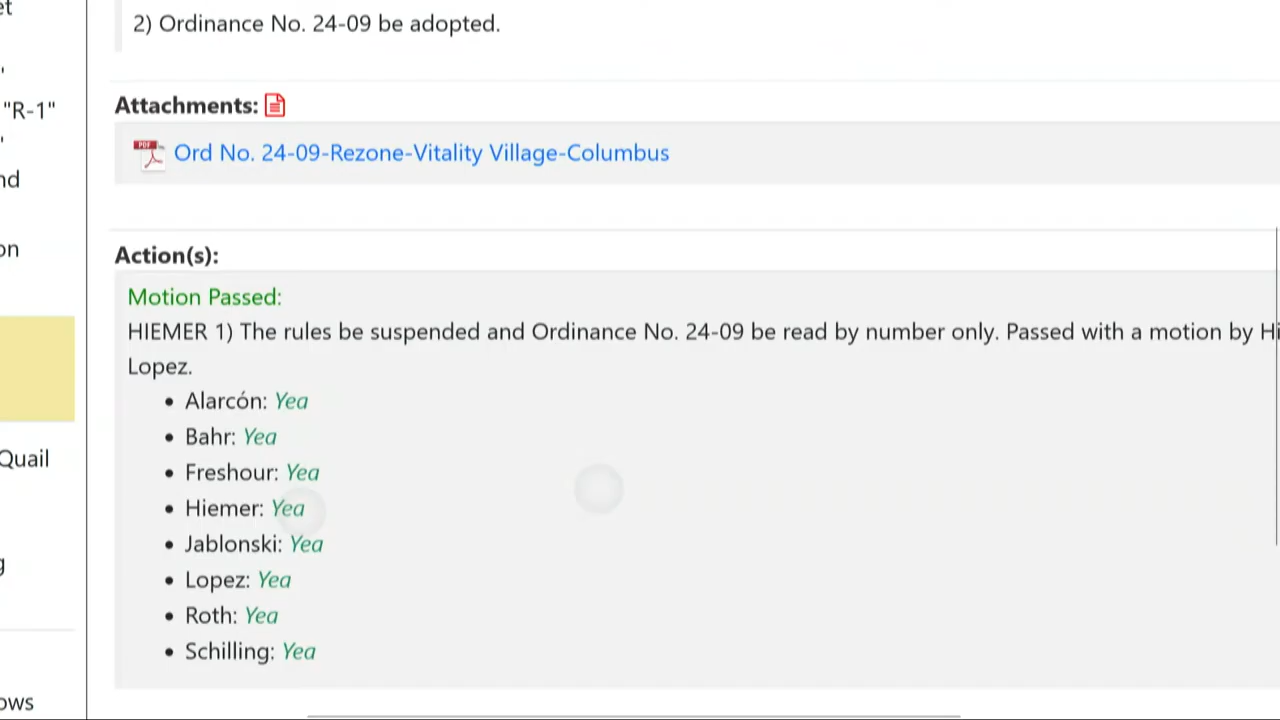 et
2) Ordinance No. 24-09 be adopted.
"R-1"
Attachments:
Ord No. 24-09-Rezone-Vitality Village-Columbus
nd
on
Action(s):
Motion Passed:
HIEMER 1) The rules be suspended and Ordinance No. 24-09 be read by number only. Passed with a motion by Hi
Lopez.
• Alarcón: Yea
• Bahr: Yea
Quail
• Freshour: Yea
• Hiemer: Yea
• Jablonski: Yea
g
• Lopez: Yea
• Roth: Yea
• Schilling: Yea
ows